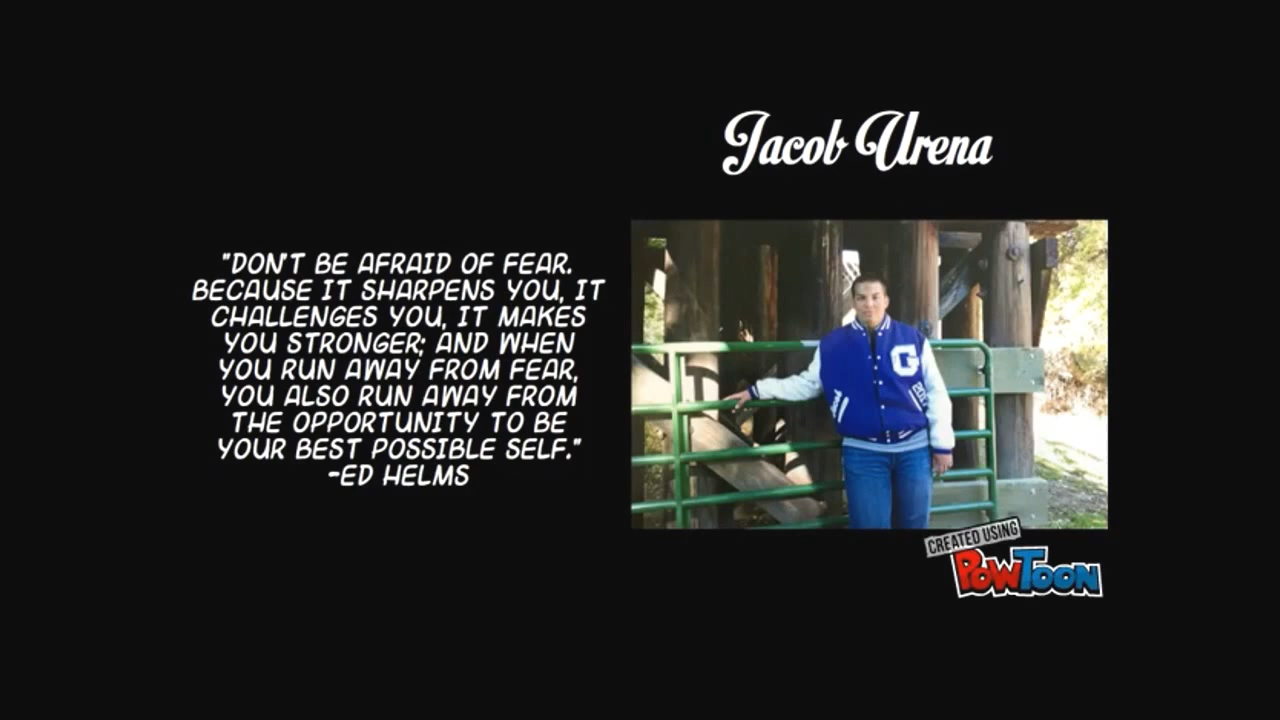 Jacob Urena
"DON'T BE AFRAID OF FEAR.
BECAUSE IT SHARPENS YOU, IT
CHALLENGES YOU, IT MAKES
YOU STRONGER; AND WHEN
YOU RUN AWAY FROM FEAR,
YOU ALSO RUN AWAY FROM
THE OPPORTUNITY TO BE
YOUR BEST POSSIBLE SELF."
-ED HELMS
G
CREATED USING
POWTOON